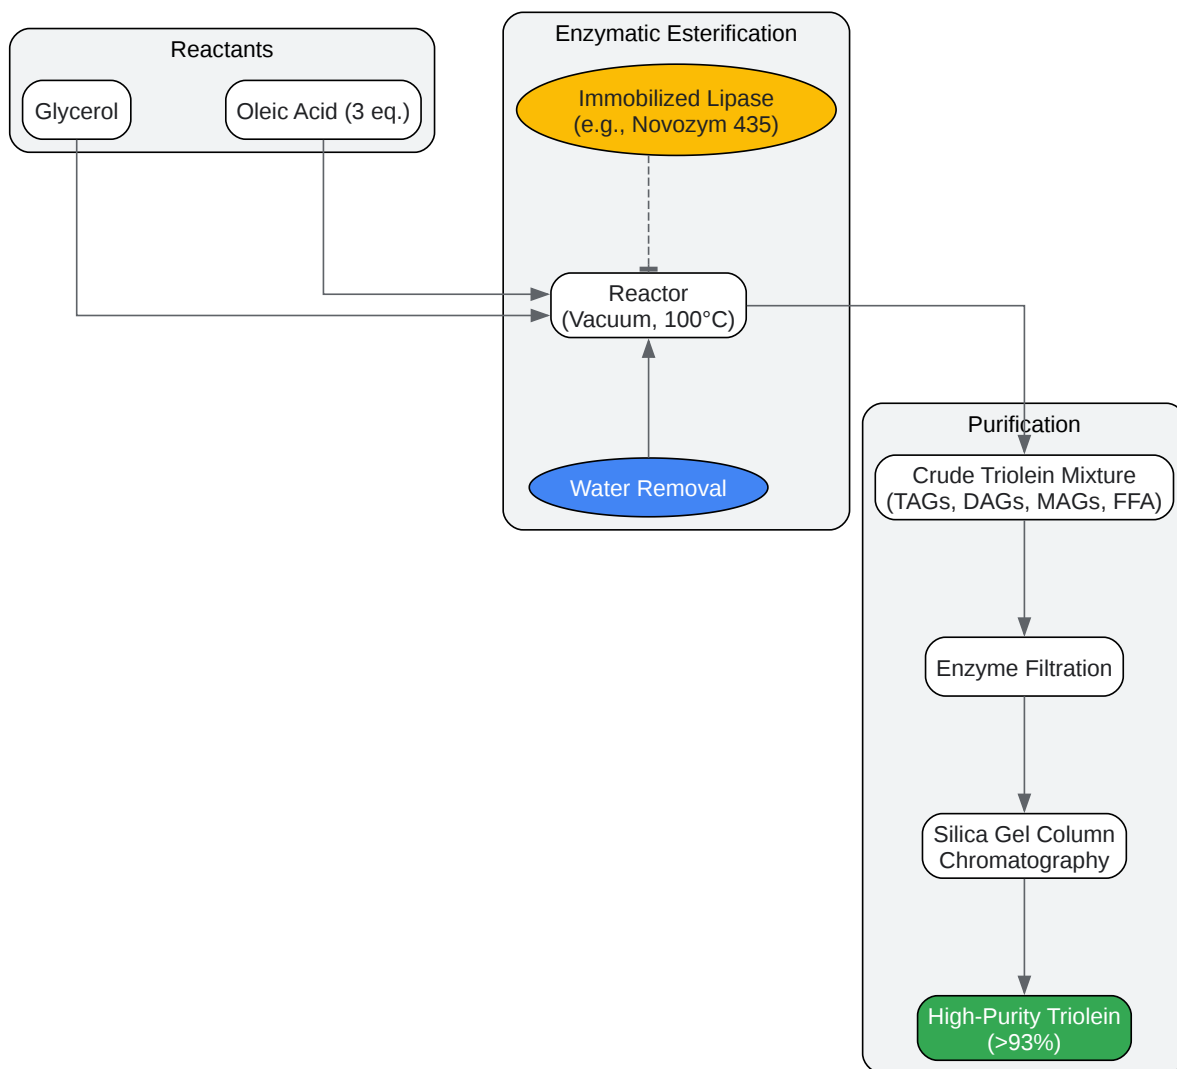 Reactants
Glycerol
Oleic Acid (3 eq.)
Enzymatic Esterification
Immobilized Lipase
(e.g., Novozym 435)
Reactor
(Vacuum, 100°C)
Water Removal
Purification
Crude Triolein Mixture
(TAGs, DAGs, MAGs, FFA)
Enzyme Filtration
Silica Gel Column
Chromatography
High-Purity Triolein
(>93%)